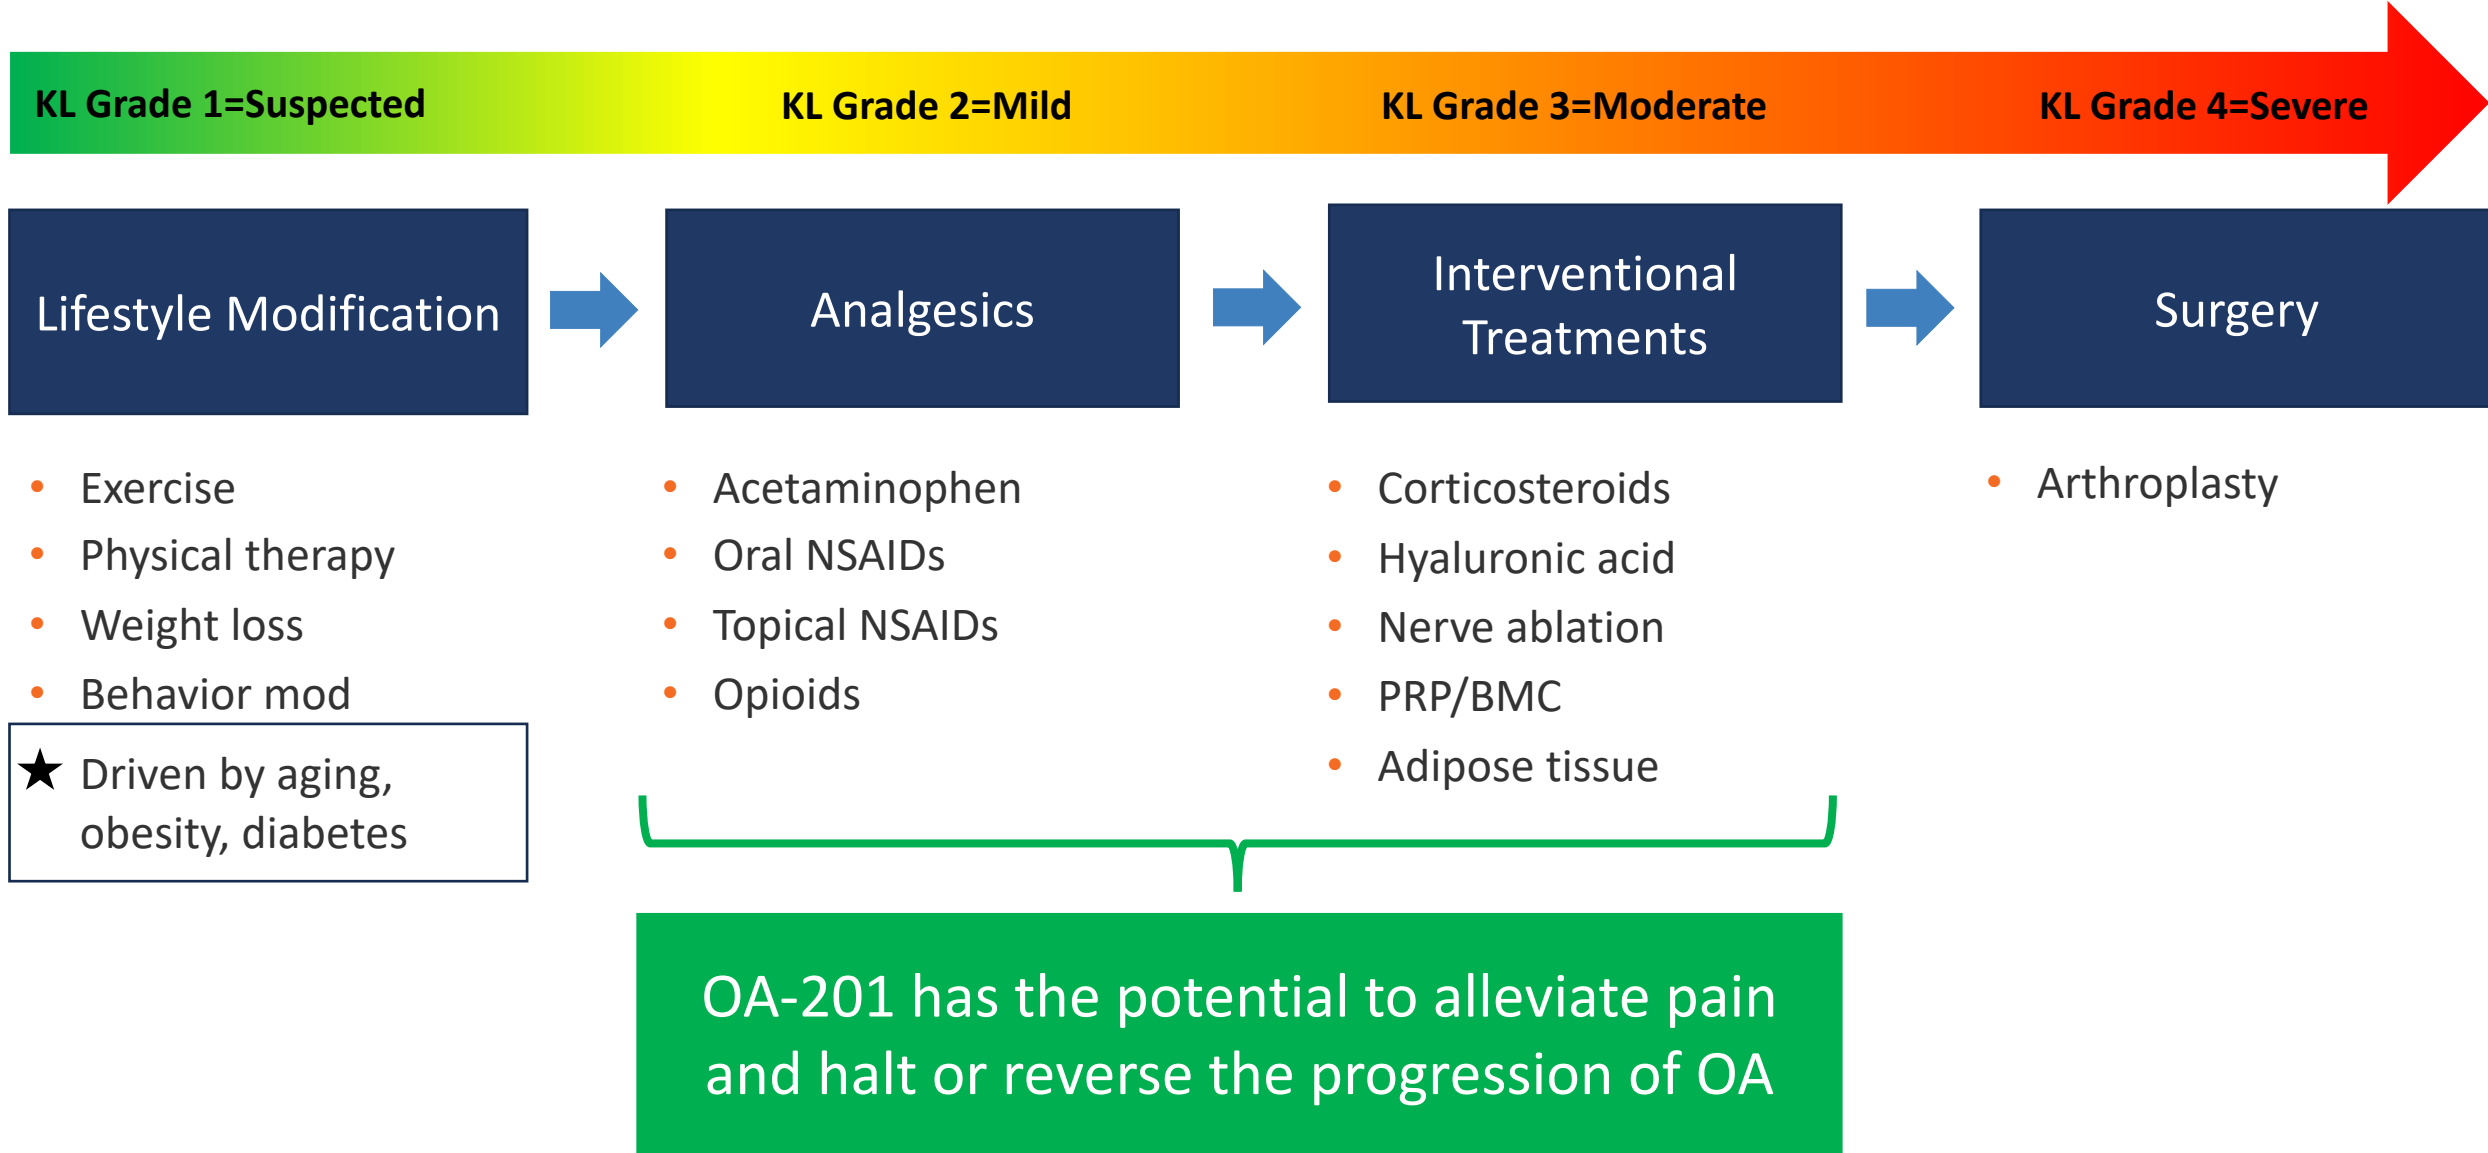 KL Grade 1=Suspected
KL Grade 2=Mild
KL Grade 3=Moderate
KL Grade 4=Severe
Lifestyle Modification
Analgesics
Interventional
Treatments
Surgery
• Exercise
• Physical therapy
• Weight loss
• Behavior mod
★ Driven by aging,
obesity, diabetes
• Acetaminophen
• Oral NSAIDs
• Topical NSAIDs
• Opioids
• Corticosteroids
• Hyaluronic acid
• Nerve ablation
• PRP/BMC
• Adipose tissue
• Arthroplasty
OA-201 has the potential to alleviate pain
and halt or reverse the progression of OA